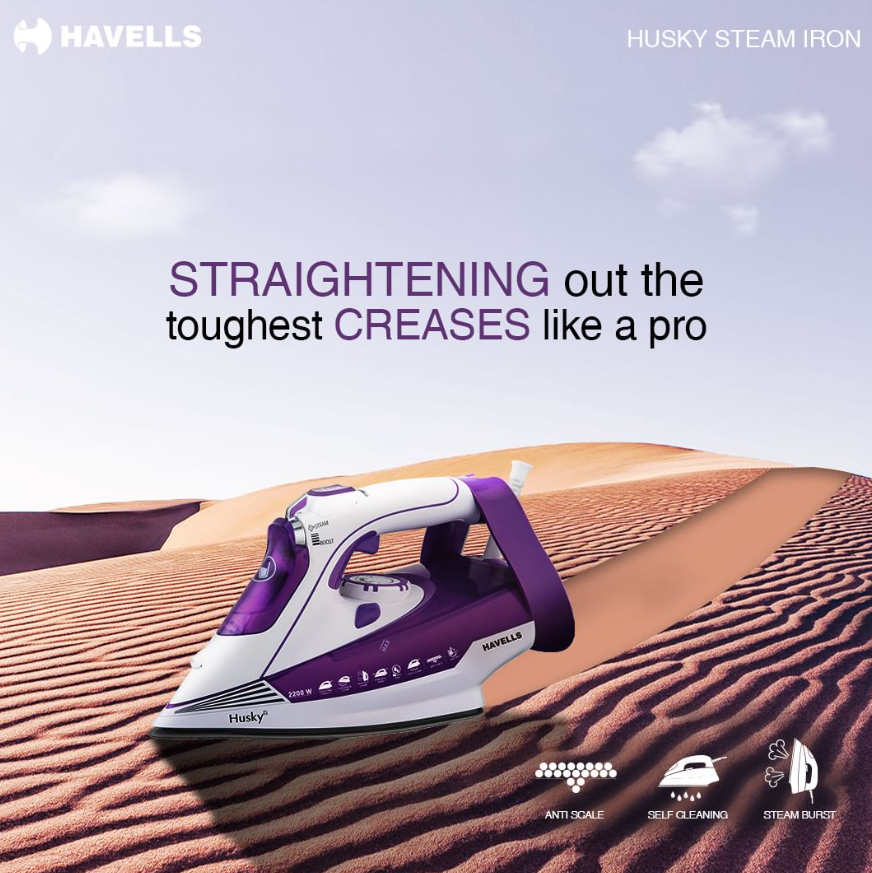 HAVELLS
HUSKY STEAM IRON
STRAIGHTENING out the
toughest CREASES like a pro
STEAM
BOOST
HAVELLS
2200 W
Husky
ANTI SCALE
SELF CLEANING
STEAM BURST